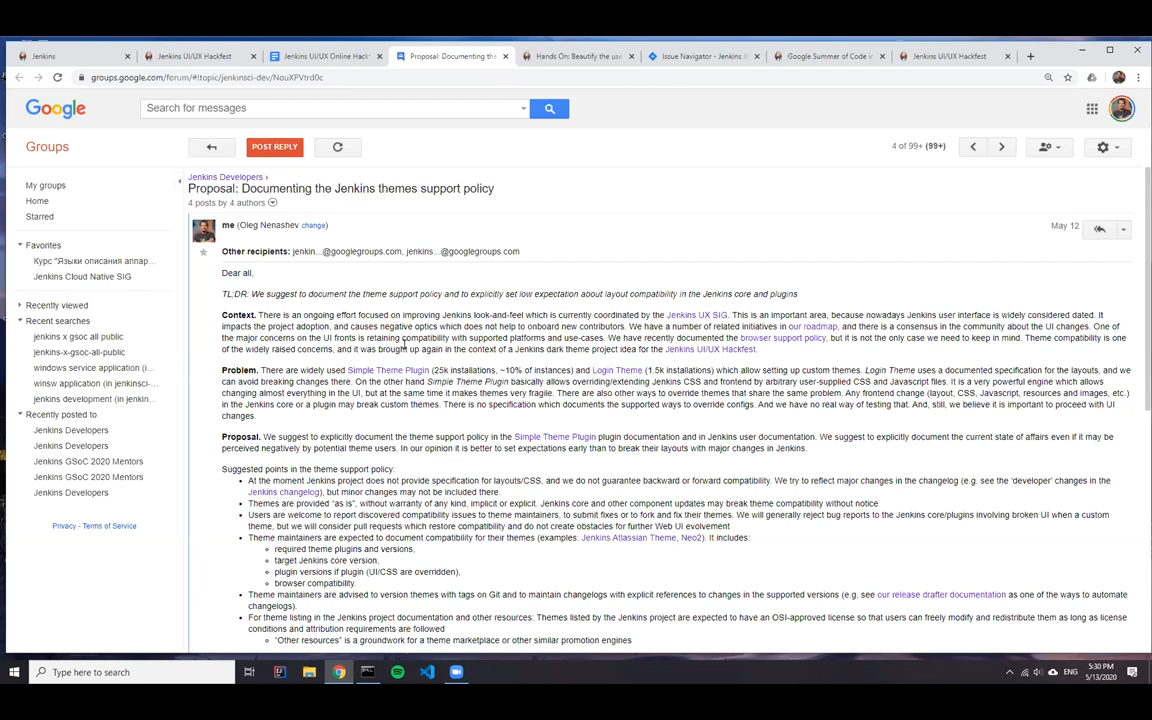 Jenkins
Jenkins UI/UX Hackfest
Jenkins UI/UX Online Hack
Proposal: Documenting the
Hands On: Beautify the use
Issue Navigator - Jenkins
Google Summer of Code in
Jenkins UI/UX Hackfest
groups.google.com/forum/#!topic/jenkinsci-dev/NouXPVtrd0c
Google
Search for messages
Groups
POST REPLY
4 of 99+ (99+)
My groups
Home
Starred
Favorites
Курс "Языки описания аппар...
Jenkins Cloud Native SIG
Recently viewed
Recent searches
jenkins x gsoc all public
jenkins-x-gsoc-all-public
windows service application (i...
winsw application (in jenkinsci-...
jenkins development (in jenkin...
Recently posted to
Jenkins Developers
Jenkins Developers
Jenkins GSoC 2020 Mentors
Jenkins GSoC 2020 Mentors
Jenkins Developers
Privacy - Terms of Service
Jenkins Developers ›
Proposal: Documenting the Jenkins themes support policy
4 posts by 4 authors
me (Oleg Nenashev change)
May 12
Other recipients: jenkin...@googlegroups.com, jenkins...@googlegroups.com
Dear all,
TL;DR: We suggest to document the theme support policy and to explicitly set low expectation about layout compatibility in the Jenkins core and plugins
Context. There is an ongoing effort focused on improving Jenkins look-and-feel which is currently coordinated by the Jenkins UX SIG. This is an important area, because nowadays Jenkins user interface is widely considered dated. It
impacts the project adoption, and causes negative optics which does not help to onboard new contributors. We have a number of related initiatives in our roadmap, and there is a consensus in the community about the UI changes. One of
the major concerns on the UI fronts is retaining compatibility with supported platforms and use-cases. We have recently documented the browser support policy, but it is not the only case we need to keep in mind. Theme compatibility is one
of the widely raised concerns, and it was brought up again in the context of a Jenkins dark theme project idea for the Jenkins UI/UX Hackfest.
Problem. There are widely used Simple Theme Plugin (25k installations, ~10% of instances) and Login Theme (1.5k installations) which allow setting up custom themes. Login Theme uses a documented specification for the layouts, and we
can avoid breaking changes there. On the other hand Simple Theme Plugin basically allows overriding/extending Jenkins CSS and frontend by arbitrary user-supplied CSS and Javascript files. It is a very powerful engine which allows
changing almost everything in the UI, but at the same time it makes themes very fragile. There are also other ways to override themes that share the same problem. Any frontend change (layout, CSS, Javascript, resources and images, etc.)
in the Jenkins core or a plugin may break custom themes. There is no specification which documents the supported ways to override configs. And we have no real way of testing that. And, still, we believe it is important to proceed with UI
changes.
Proposal. We suggest to explicitly document the theme support policy in the Simple Theme Plugin plugin documentation and in Jenkins user documentation. We suggest to explicitly document the current state of affairs even if it may be
perceived negatively by potential theme users. In our opinion it is better to set expectations early than to break their layouts with major changes in Jenkins.
Suggested points in the theme support policy:
At the moment Jenkins project does not provide specification for layouts/CSS, and we do not guarantee backward or forward compatibility. We try to reflect major changes in the changelog (e.g. see the 'developer' changes in the
Jenkins changelog), but minor changes may not be included there.
Themes are provided "as is", without warranty of any kind, implicit or explicit. Jenkins core and other component updates may break theme compatibility without notice
Users are welcome to report discovered compatibility issues to theme maintainers, to submit fixes or to fork and fix their themes. We will generally reject bug reports to the Jenkins core/plugins involving broken UI when a custom
theme, but we will consider pull requests which restore compatibility and do not create obstacles for further Web UI evolvement
Theme maintainers are expected to document compatibility for their themes (examples: Jenkins Atlassian Theme, Neo2). It includes:
required theme plugins and versions,
target Jenkins core version,
plugin versions if plugin (UI/CSS are overridden),
browser compatibility.
Theme maintainers are advised to version themes with tags on Git and to maintain changelogs with explicit references to changes in the supported versions (e.g. see our release drafter documentation as one of the ways to automate
changelogs).
For theme listing in the Jenkins project documentation and other resources: Themes listed by the Jenkins project are expected to have an OSI-approved license so that users can freely modify and redistribute them as long as license
conditions and attribution requirements are followed
"Other resources" is a groundwork for a theme marketplace or other similar promotion engines
Type here to search
ENG
5:30 PM
5/13/2020